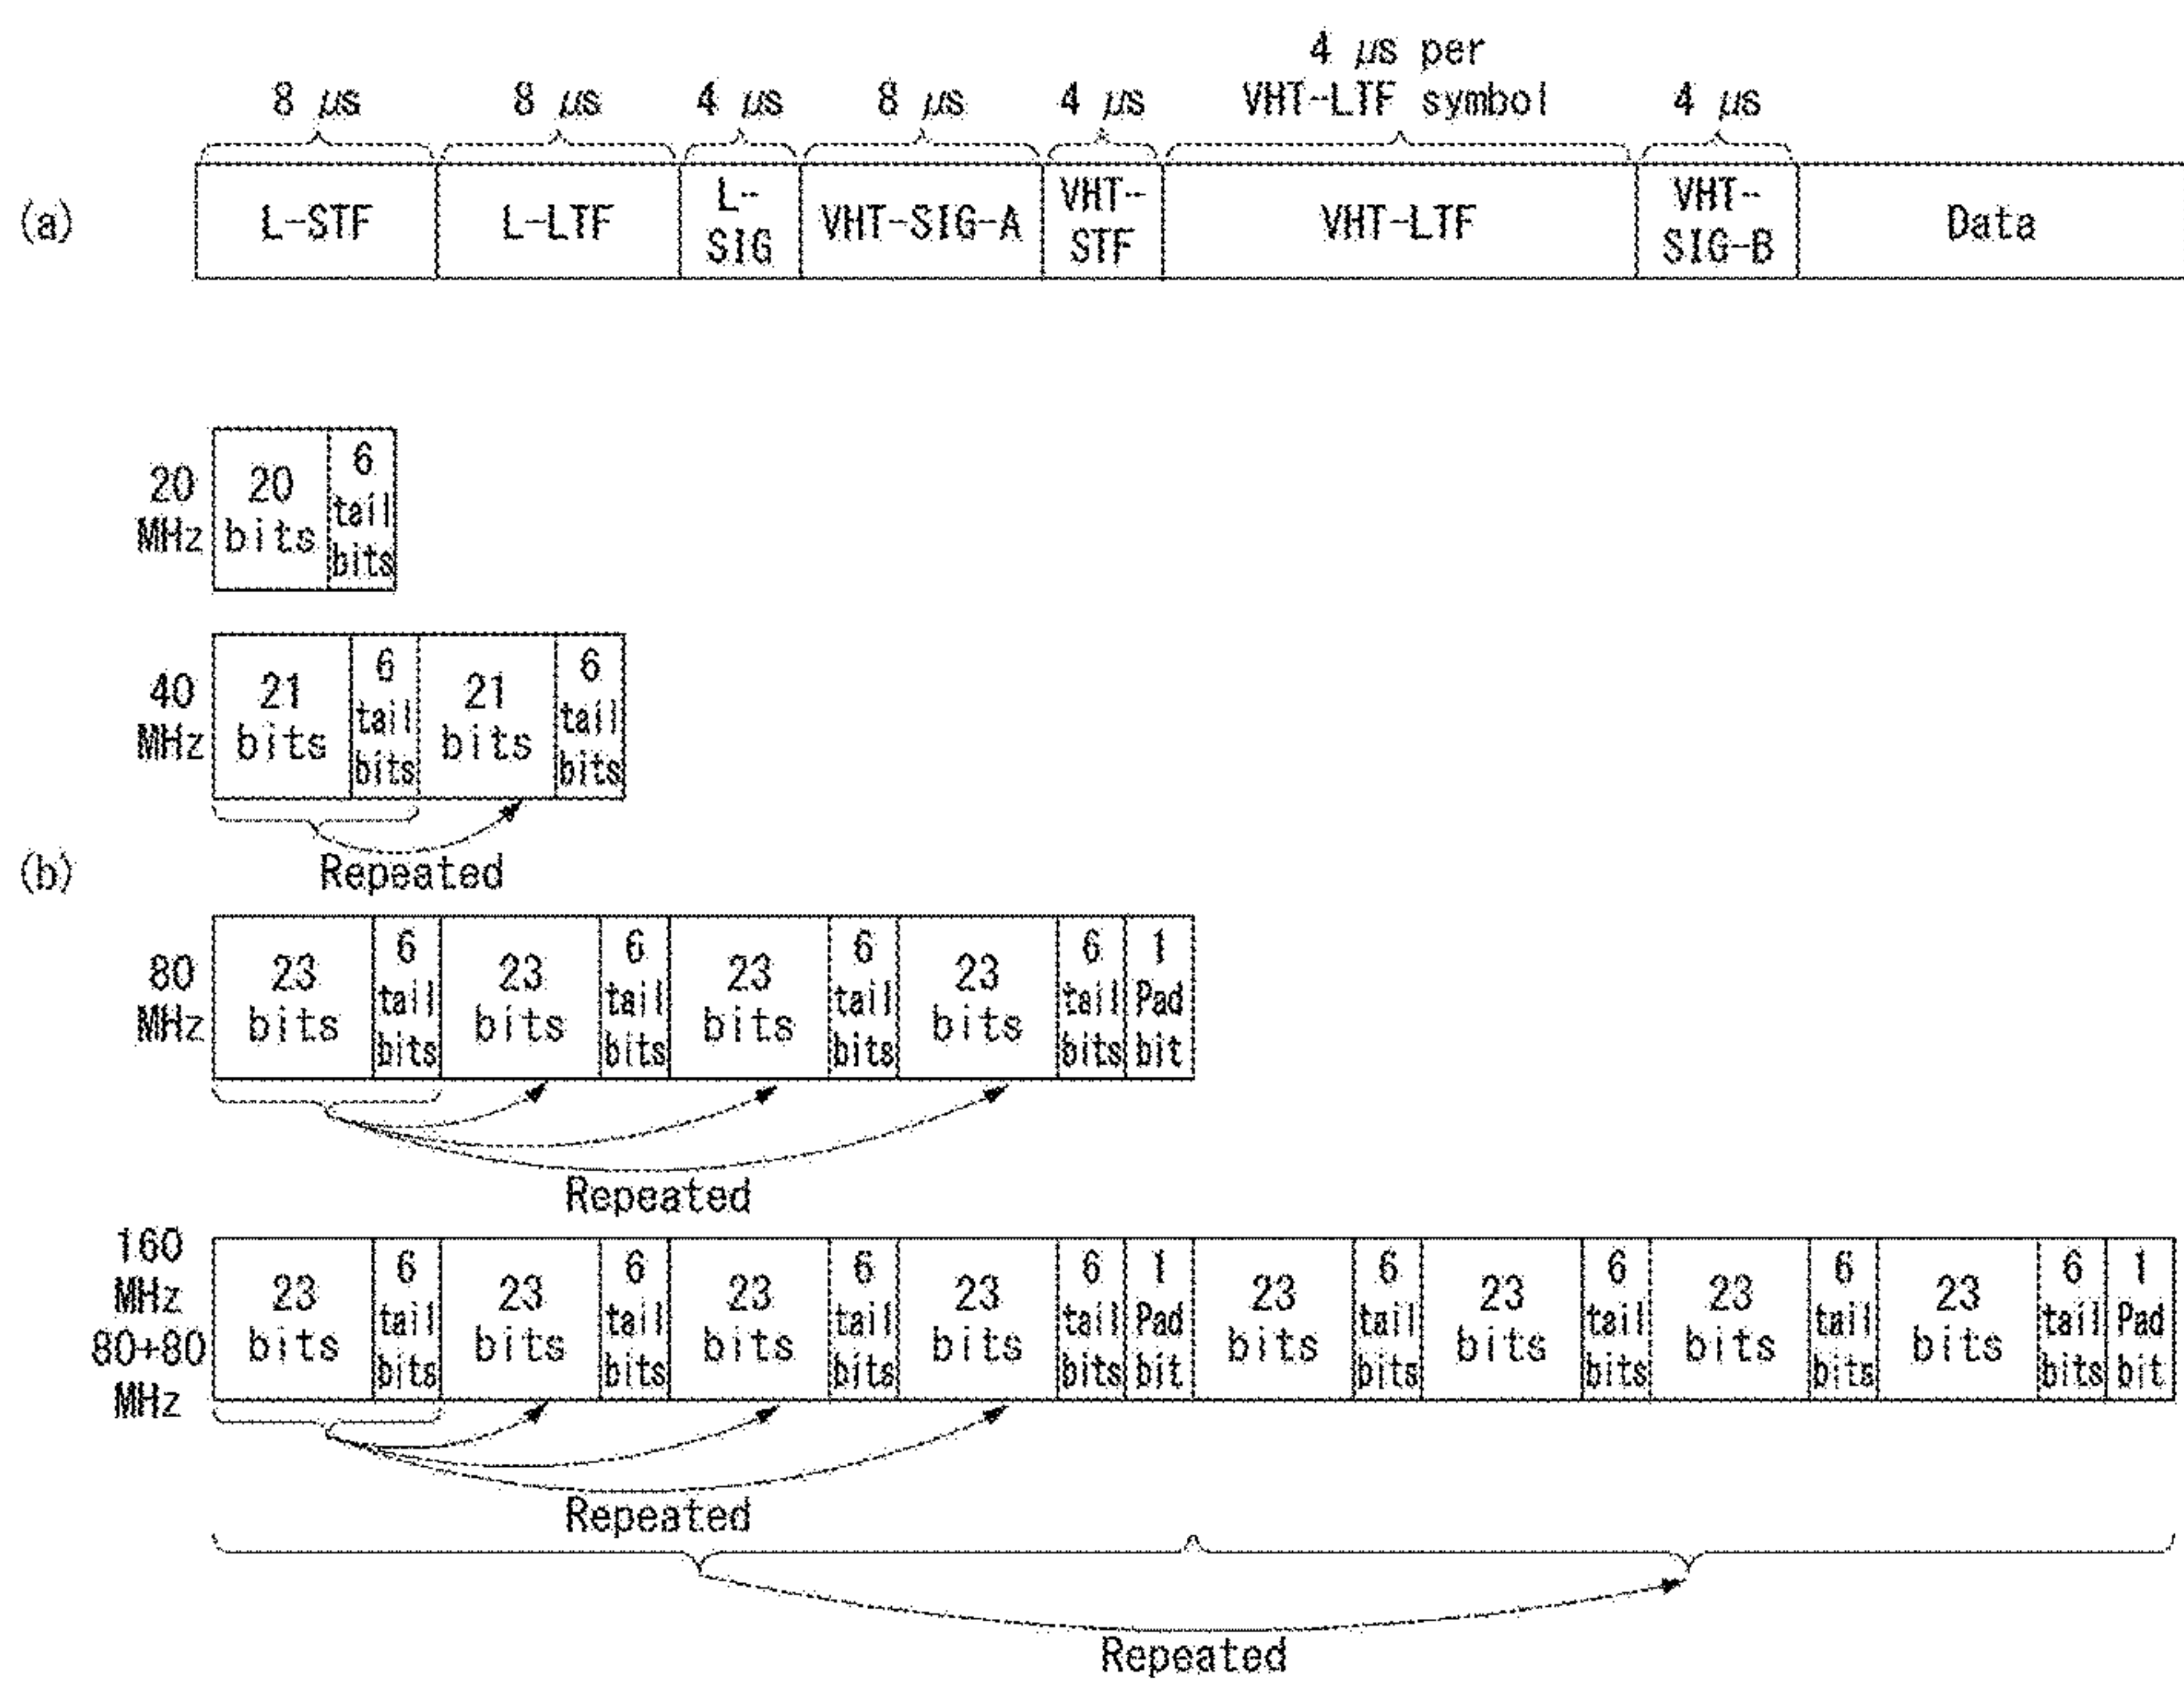 4 μs per
8 μs 8 μs 4 μs 8 μs 4 μs VHT-LTF symbol 4 μs
(a)
L-STF
L-LTF
L-
SIG
VHT-SIG-A
VHT-
STF
VHT-LTF
VHT-
SIG-B
Data
(b)
20
MHz
20
bits
6
tail
bits
40
MHz
21
bits
6
tail
bits
21
bits
6
tail
bits
Repeated
80
MHz
23
bits
6
tail
bits
23
bits
6
tail
bits
23
bits
6
tail
bits
23
bits
6
tail
bits
1
Pad
bit
Repeated
160
MHz
80+80
MHz
23
bits
6
tail
bits
23
bits
6
tail
bits
23
bits
6
tail
bits
23
bits
6
tail
bits
1
Pad
bit
23
bits
6
tail
bits
23
bits
6
tail
bits
23
bits
6
tail
bits
23
bits
6
tail
bits
1
Pad
bit
Repeated
Repeated